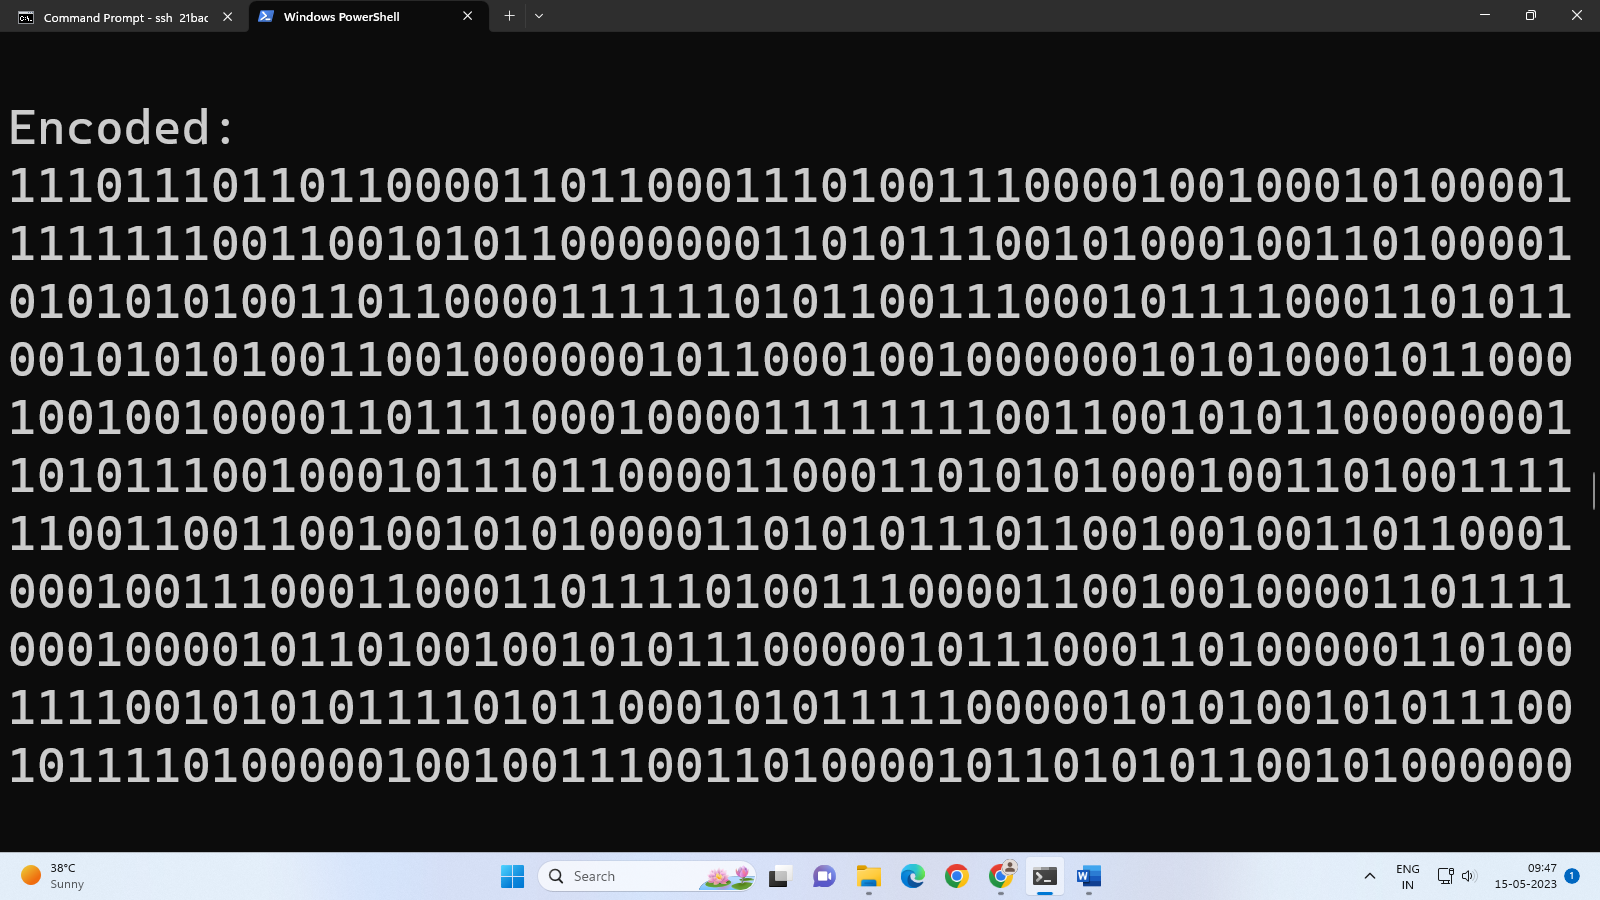 Command Prompt - ssh 21bac
Windows PowerShell
Encoded:
111011101101100001101100011101001110000100100010100001
111111100110010101100000001101011100101000100110100001
010101010011011000011111101011001110001011110001101011
001010101001100100000010110001001000000101010001011000
100100100001101111000100001111111100110010101100000001
101011100100010111011000011000110101010001001101001111
110011001100100101010000110101011101100100100110110001
000100111000110001101111010011100001100100100001101111
000100001011010010010101110000010111000110100000110100
111100101010111101011000101011111000001010100101011100
101111010000010010011100110100001011010101100101000000
38°C
Sunny
Search
ENG
IN
09:47
15-05-2023
1